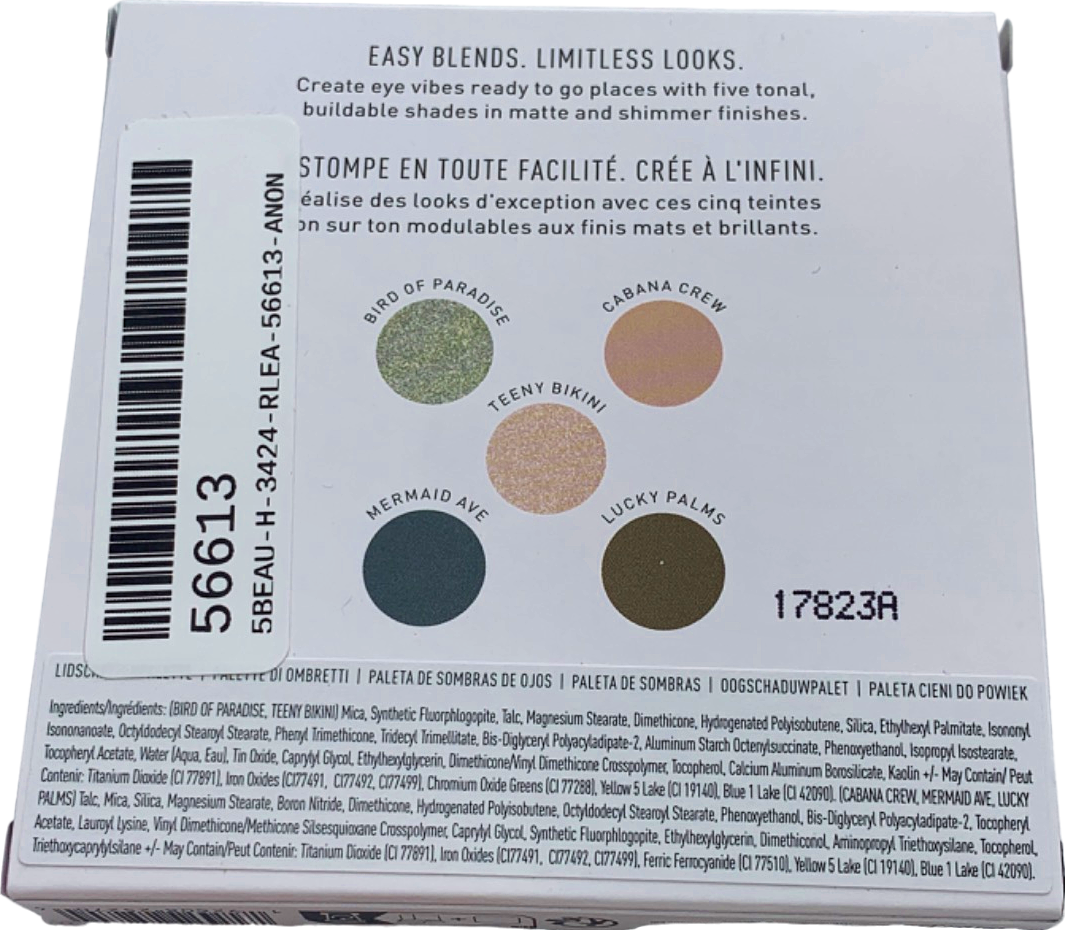 EASY BLENDS. LIMITLESS LOOKS.
Create eye vibes ready to go places with five tonal,
buildable shades in matte and shimmer finishes.
STOMPE EN TOUTE FACILITÉ. CRÉE À L'INFINI.
éalise des looks d'exception avec ces cinq teintes
on sur ton modulables aux finis mats et brillants.
56613
5BEAU-H-3424-RLEA-56613-ANON
BIRD OF PARADISE
CABANA CREW
TEENY BIKINI
MERMAID AVE
LUCKY PALMS
17823A
DI OMBRETTI | PALETA DE SOMBRAS DE OJOS | PALETA DE SOMBRAS | OOGSCHADUWPALET | PALETA CIENI DO POWIEK
Ingredients/Ingrédients: (BIRD OF PARADISE, TEENY BIKINI) Mica, Synthetic Fluorphlogopite, Talc, Magnesium Stearate, Dimethicone, Hydrogenated Polyisobutene, Silica, Ethylhexyl Palmitate, Isononyl
Isononanoate, Octyldodecyl Stearoyl Stearate, Phenyl Trimethicone, Tridecyl Trimellitate, Bis-Diglyceryl Polyacyladipate-2, Aluminum Starch Octenylsuccinate, Phenoxyethanol, Isopropyl Isostearate,
Tocopheryl Acetate, Water (Aqua, Eau), Tin Oxide, Caprylyl Glycol, Ethylhexylglycerin, Dimethicone/Vinyl Dimethicone Crosspolymer, Tocopherol, Calcium Aluminum Borosilicate, Kaolin +/- May Contain/ Peut
Contenir: Titanium Dioxide (CI 77891), Iron Oxides (CI77491, CI77492, CI77499), Chromium Oxide Greens (CI 77288), Yellow 5 Lake (CI 19140), Blue 1 Lake (CI 42090). (CABANA CREW, MERMAID AVE, LUCKY
PALMS) Talc, Mica, Silica, Magnesium Stearate, Boron Nitride, Dimethicone, Hydrogenated Polyisobutene, Octyldodecyl Stearoyl Stearate, Phenoxyethanol, Bis-Diglyceryl Polyacyladipate-2, Tocopheryl
Acetate, Lauroyl Lysine, Vinyl Dimethicone/Methicone Silsesquioxane Crosspolymer, Caprylyl Glycol, Synthetic Fluorphlogopite, Ethylhexylglycerin, Dimethiconol, Aminopropyl Triethoxysilane, Tocopherol,
Triethoxycaprylylsilane +/- May Contain/Peut Contenir: Titanium Dioxide (CI 77891), Iron Oxides (CI77491, CI77492, CI77499), Ferric Ferrocyanide (CI 77510), Yellow 5 Lake (CI 19140), Blue 1 Lake (CI 42090).